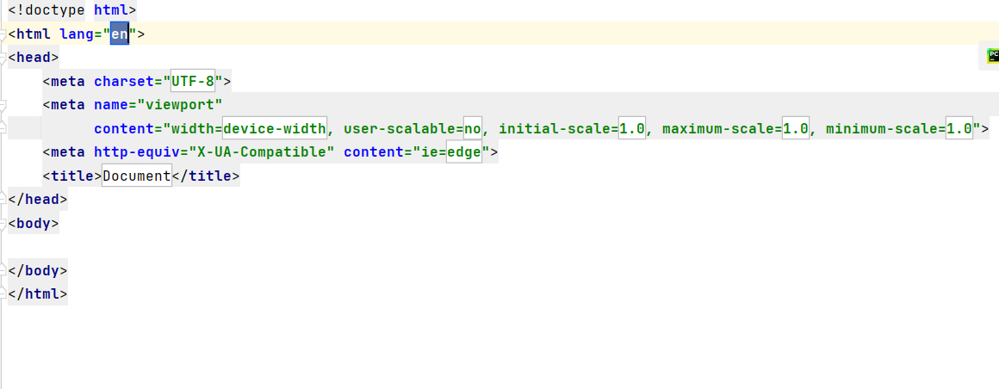 <!doctype html>
<html lang="en">
<head>
    <meta charset="UTF-8">
    <meta name="viewport"
          content="width=device-width, user-scalable=no, initial-scale=1.0, maximum-scale=1.0, minimum-scale=1.0">
    <meta http-equiv="X-UA-Compatible" content="ie=edge">
    <title>Document</title>
</head>
<body>

</body>
</html>
PC